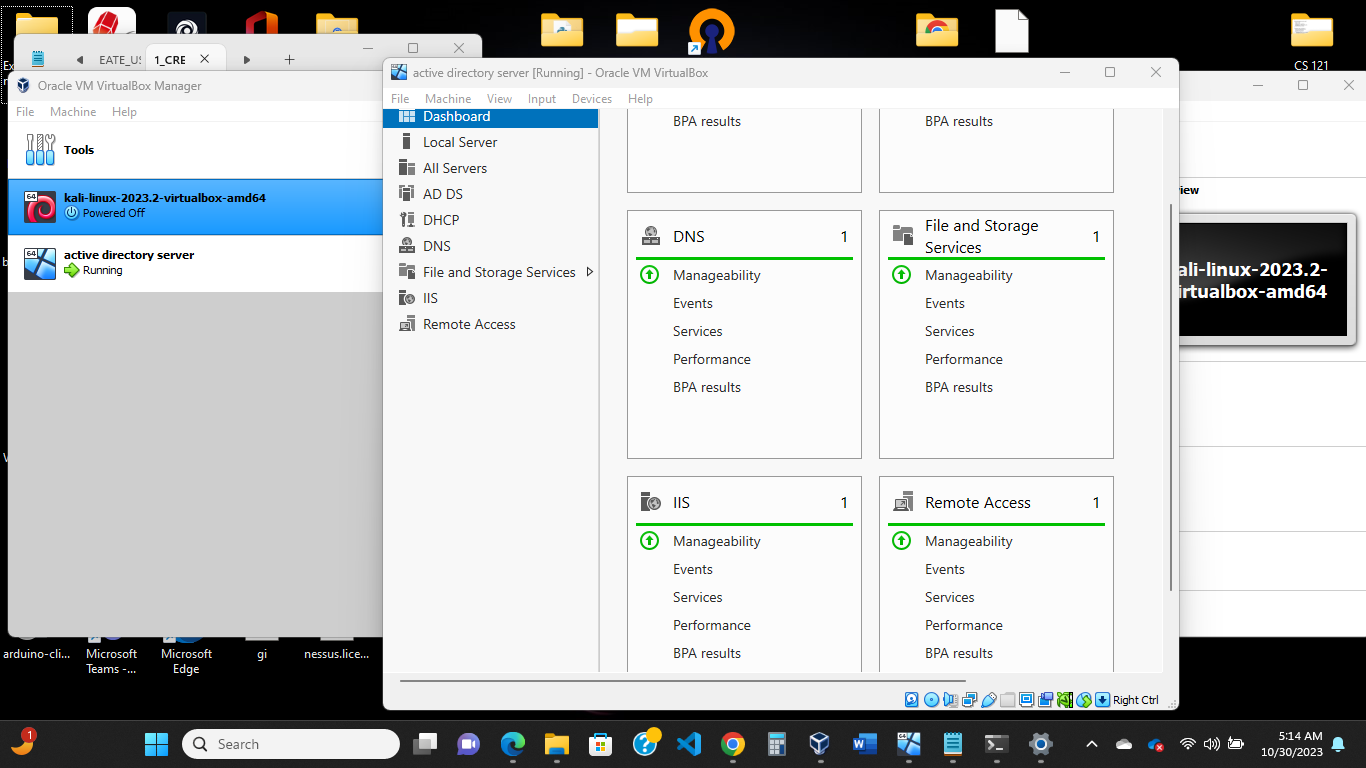 CS 121
EATE_US
1_CRE
Oracle VM VirtualBox Manager
File Machine Help
Tools
64
kali-linux-2023.2-virtualbox-amd64
Powered Off
64
active directory server
Running
active directory server [Running] - Oracle VM VirtualBox
File Machine View Input Devices Help
Dashboard
Local Server
All Servers
AD DS
DHCP
DNS
File and Storage Services
IIS
Remote Access
BPA results
BPA results
DNS 1
Manageability
Events
Services
Performance
BPA results
File and Storage
Services 1
Manageability
Events
Services
Performance
BPA results
IIS 1
Manageability
Events
Services
Performance
BPA results
Remote Access 1
Manageability
Events
Services
Performance
BPA results
Right Ctrl
iew
ali-linux-2023.2-
irtualbox-amd64
arduino-cli...
Microsoft
Teams -...
Microsoft
Edge
gi
nessus.lice...
1
Search
5:14 AM
10/30/2023